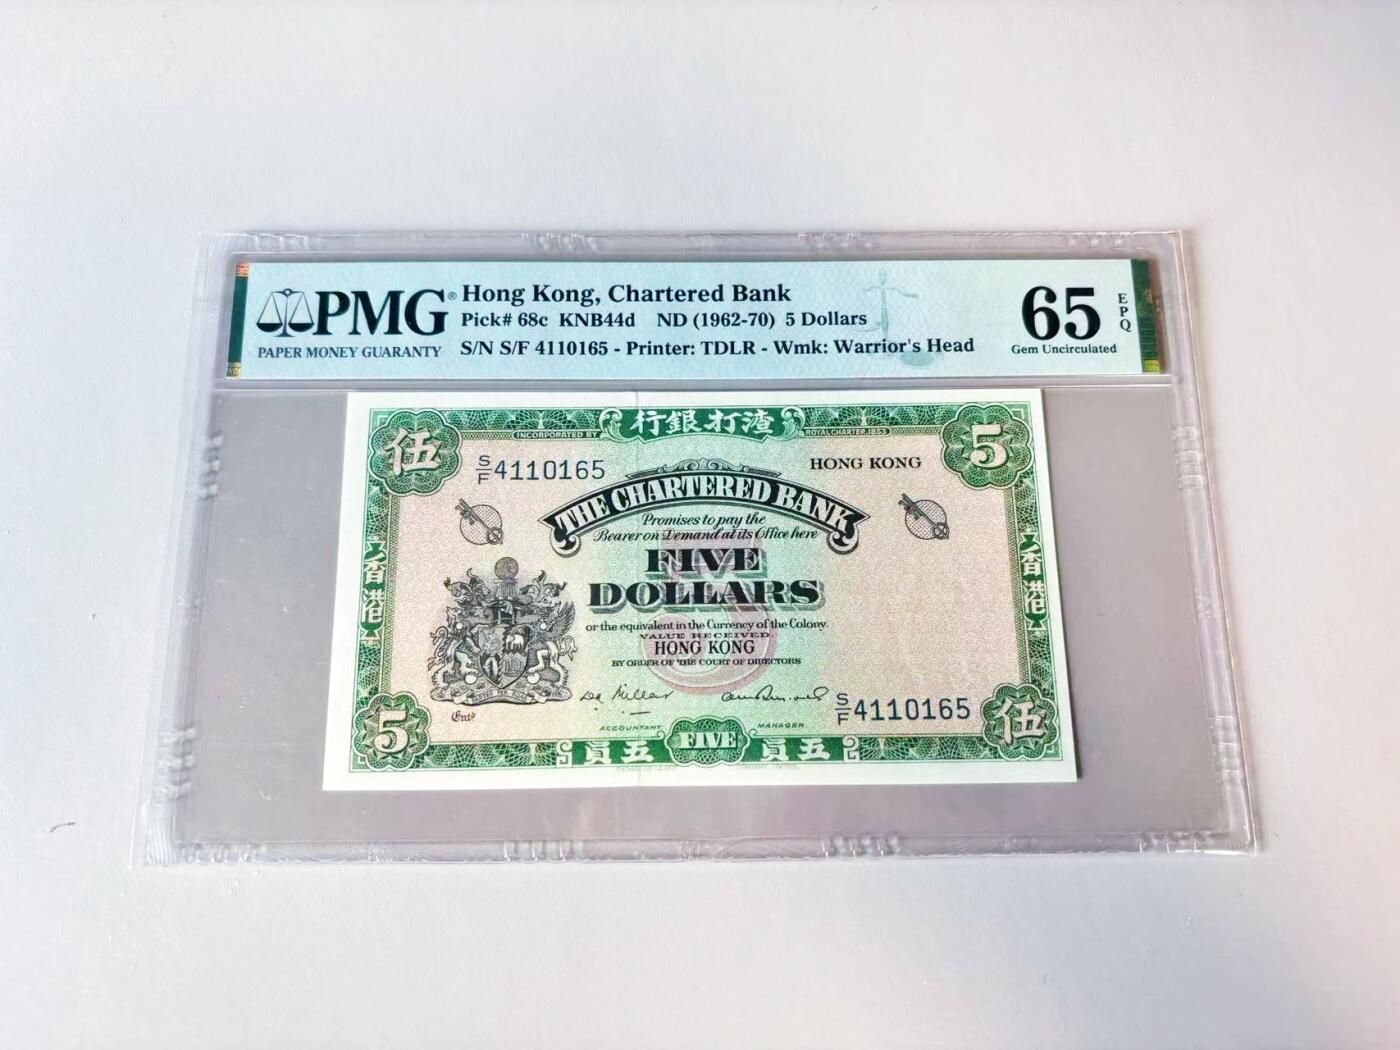 PMG®
PAPER MONEY GUARANTY
Hong Kong, Chartered Bank
Pick# 68c KNB44d ND (1962-70) 5 Dollars
S/N S/F 4110165 - Printer: TDLR - Wmk: Warrior's Head
65
EPQ
Gem Uncirculated
行銀打渣
INCORPORATED BY
ROYAL CHARTER, 1853
伍
5
S/F 4110165
HONG KONG
THE CHARTERED BANK
Promises to pay the
Bearer on Demand at its Office here
FIVE
DOLLARS
or the equivalent in the Currency of the Colony.
VALUE RECEIVED
HONG KONG
BY ORDER OF THE COURT OF DIRECTORS
香港
香港
Entd
S/F 4110165
ACCOUNTANT
MANAGER
5
伍
員五
FIVE
員五